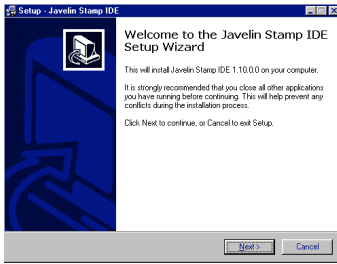 Setup - Javelin Stamp IDE
Welcome to the Javelin Stamp IDE
Setup Wizard
This will install Javelin Stamp IDE 1.10.0.0 on your computer.
It is strongly recommended that you close all other applications
you have running before continuing. This will help prevent any
conflicts during the installation process.
Click Next to continue, or Cancel to exit Setup.
Next >
Cancel